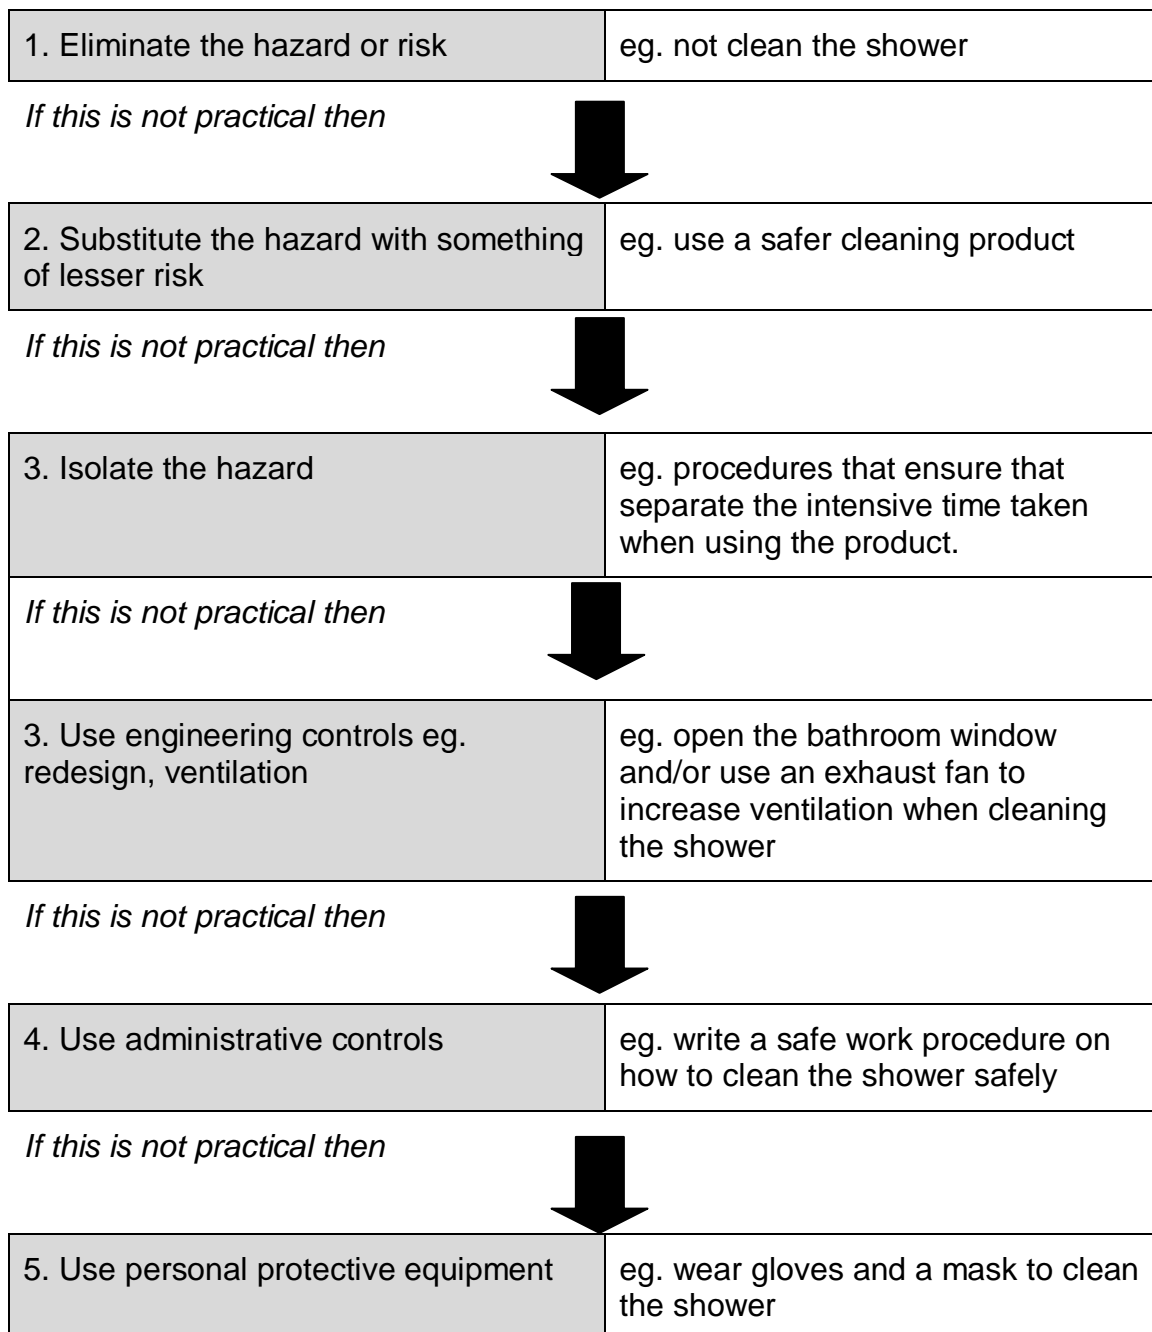 1. Eliminate the hazard or risk
eg. not clean the shower
If this is not practical then
2. Substitute the hazard with something
of lesser risk
eg. use a safer cleaning product
If this is not practical then
3. Isolate the hazard
eg. procedures that ensure that
separate the intensive time taken
when using the product.
If this is not practical then
3. Use engineering controls eg.
redesign, ventilation
eg. open the bathroom window
and/or use an exhaust fan to
increase ventilation when cleaning
the shower
If this is not practical then
4. Use administrative controls
eg. write a safe work procedure on
how to clean the shower safely
If this is not practical then
5. Use personal protective equipment
eg. wear gloves and a mask to clean
the shower